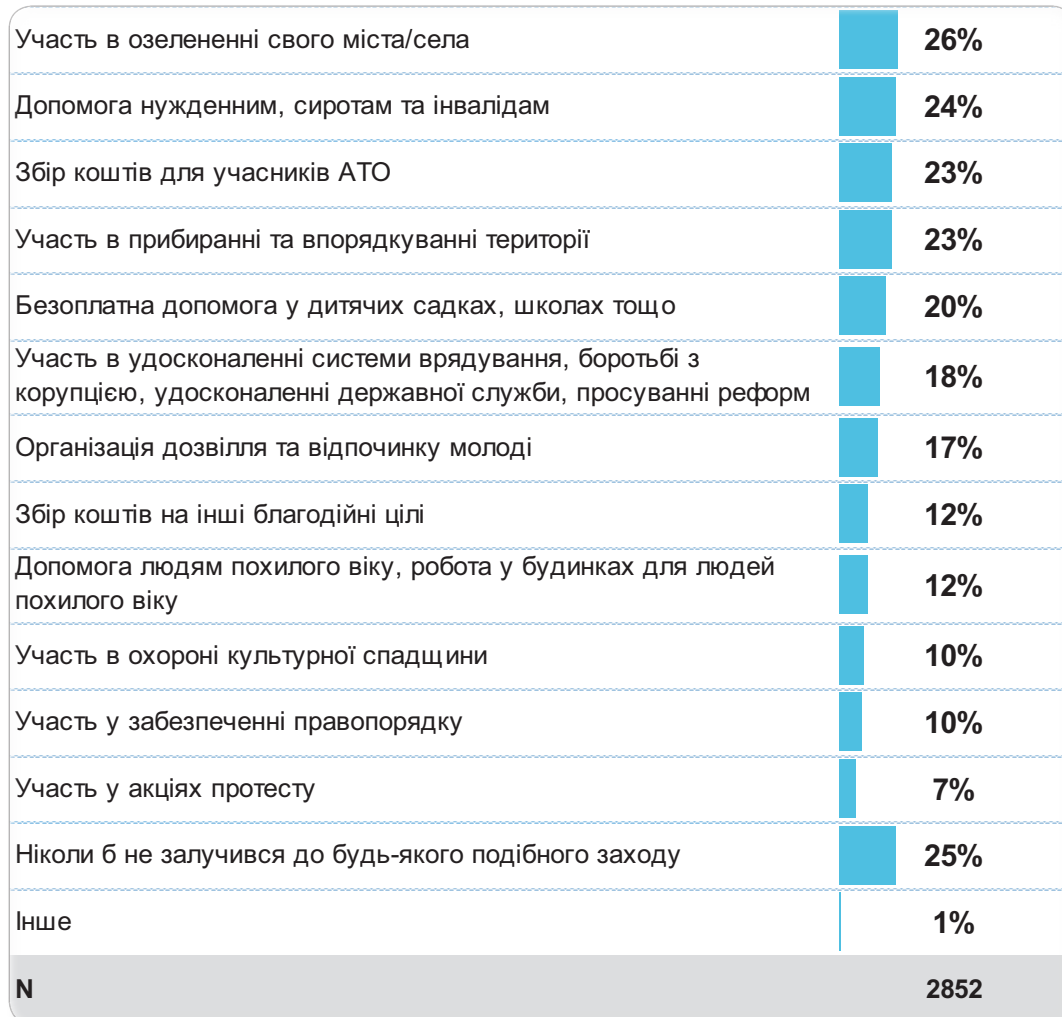 Участь в озелененні свого міста/села 26%
Допомога нужденним, сиротам та інвалідам 24%
Збір коштів для учасників АТО 23%
Участь в прибиранні та впорядкуванні території 23%
Безоплатна допомога у дитячих садках, школах тощо 20%
Участь в удосконаленні системи врядування, боротьбі з
корупцією, удосконаленні державної служби, просуванні реформ 18%
Організація дозвілля та відпочинку молоді 17%
Збір коштів на інші благодійні цілі 12%
Допомога людям похилого віку, робота у будинках для людей
похилого віку 12%
Участь в охороні культурної спадщини 10%
Участь у забезпеченні правопорядку 10%
Участь у акціях протесту 7%
Ніколи б не залучився до будь-якого подібного заходу 25%
Інше 1%
N 2852